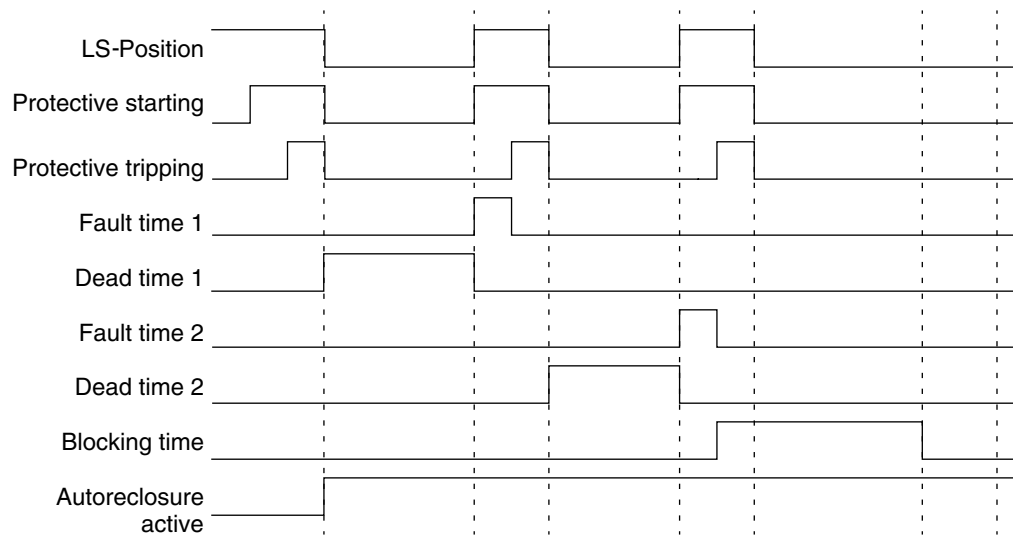 LS-Position
Protective starting
Protective tripping
Fault time 1
Dead time 1
Fault time 2
Dead time 2
Blocking time
Autoreclosure
active